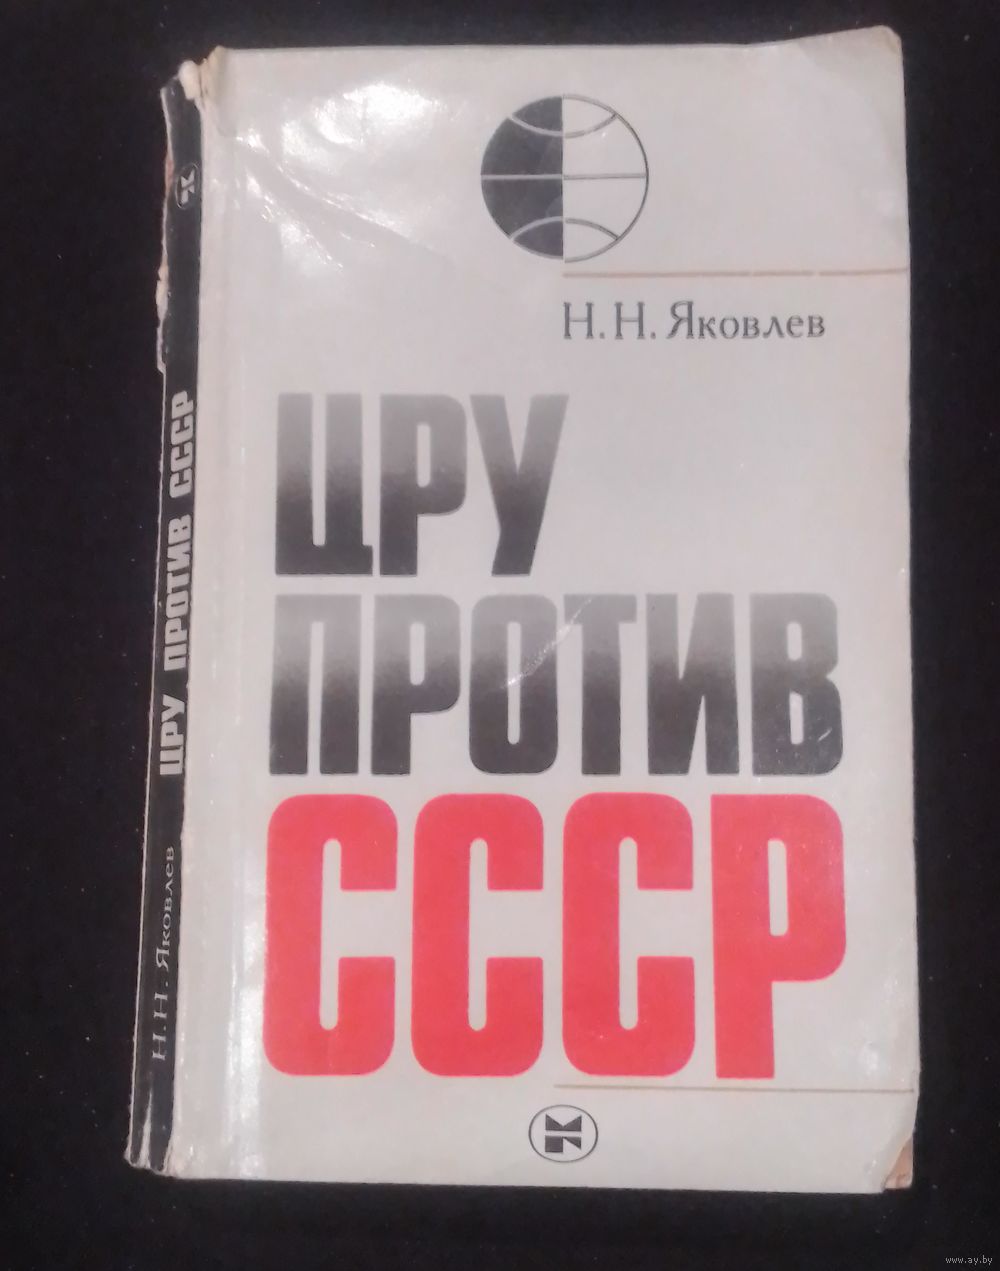 Н. Н. Яковлев
ЦРУ
ПРОТИВ
СССР
Н. Н. Яковлев ЦРУ ПРОТИВ СССР
www.ay.by